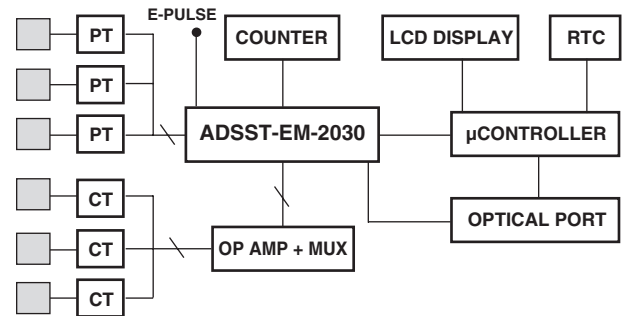 E-PULSE
PT
COUNTER
LCD DISPLAY
RTC
PT
PT
ADSST-EM-2030
µCONTROLLER
CT
OPTICAL PORT
CT
OP AMP + MUX
CT